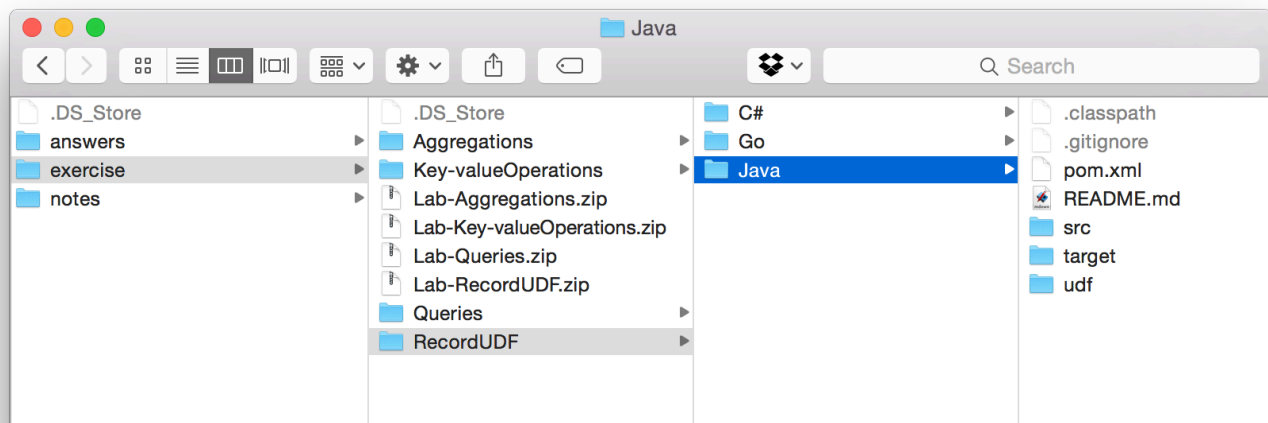 Java
Search
.DS_Store
answers
exercise
notes
.DS_Store
Aggregations
Key-valueOperations
Lab-Aggregations.zip
Lab-Key-valueOperations.zip
Lab-Queries.zip
Lab-RecordUDF.zip
Queries
RecordUDF
C#
Go
Java
.classpath
.gitignore
pom.xml
README.md
src
target
udf